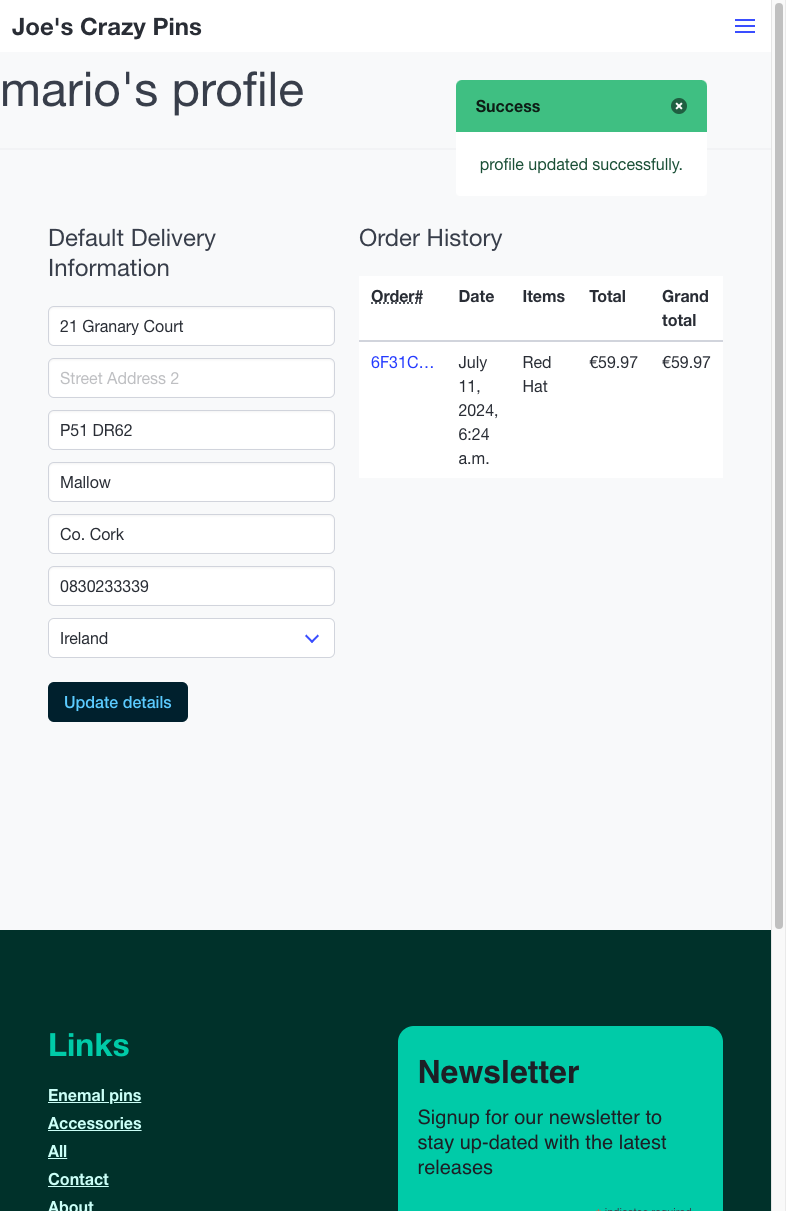 Joe's Crazy Pins
mario's profile
Success
profile updated successfully.
Default Delivery
Information
21 Granary Court
Street Address 2
P51 DR62
Mallow
Co. Cork
0830233339
Ireland
Update details
Order History
Order# Date Items Total Grand
total
6F31C... July Red €59.97 €59.97
11, Hat
2024,
6:24
a.m.
Links
Enemal pins
Accessories
All
Contact
About
Newsletter
Signup for our newsletter to
stay up-dated with the latest
releases